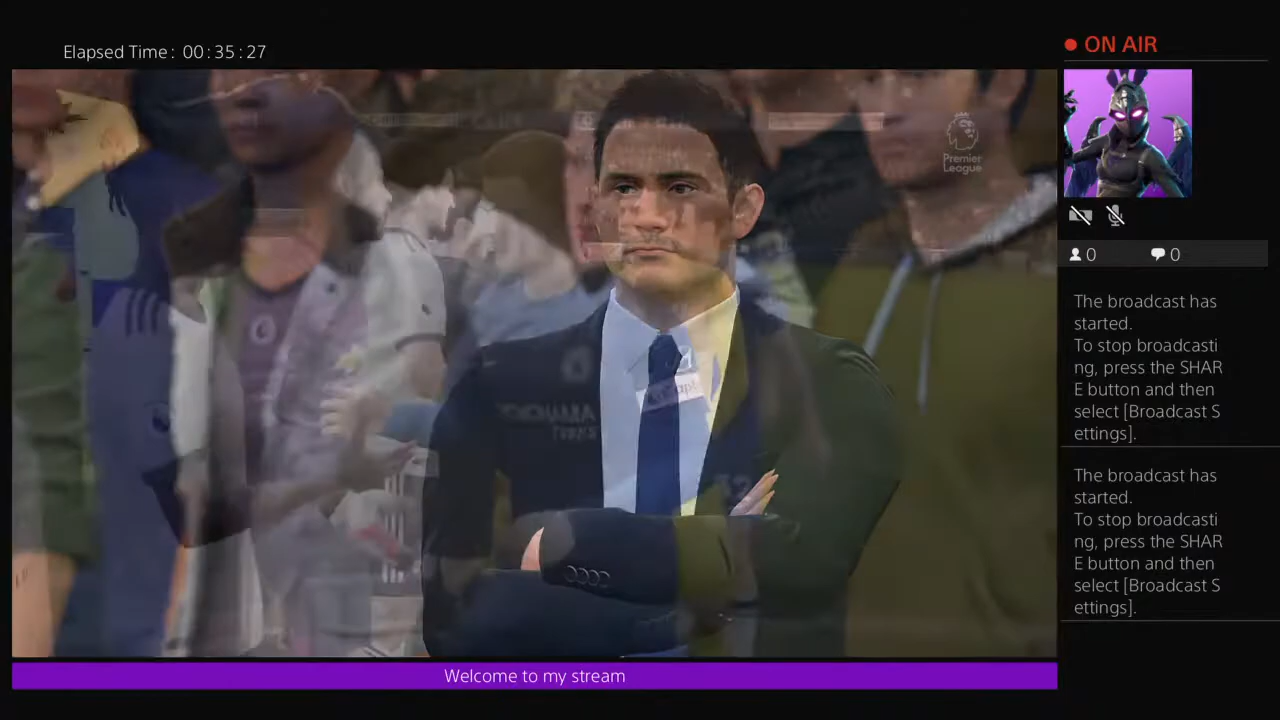 Elapsed Time: 00:35:27
ON AIR
Premier
League
0
0
The broadcast has
started.
To stop broadcasti
ng, press the SHAR
E button and then
select [Broadcast S
ettings].
The broadcast has
started.
To stop broadcasti
ng, press the SHAR
E button and then
select [Broadcast S
ettings].
YOKOHAMA
TYRES
Welcome to my stream